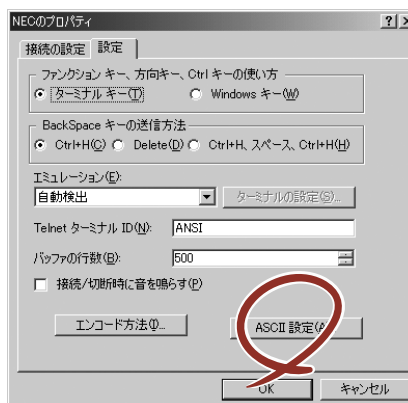 NECのプロパティ
? ×
接続の設定 設定
ファンクション キー、方向キー、Ctrl キーの使い方
ターミナル キー(T) Windows キー(W)
BackSpace キーの送信方法
Ctrl+H(C) Delete(D) Ctrl+H、スペース、Ctrl+H(H)
エミュレーション(E):
自動検出 ターミナルの設定(S)...
Telnet ターミナル ID(N): ANSI
バッファの行数(B): 500
接続/切断時に音を鳴らす(P)
エンコード方法(I)... ASCII 設定(A)...
OK キャンセル